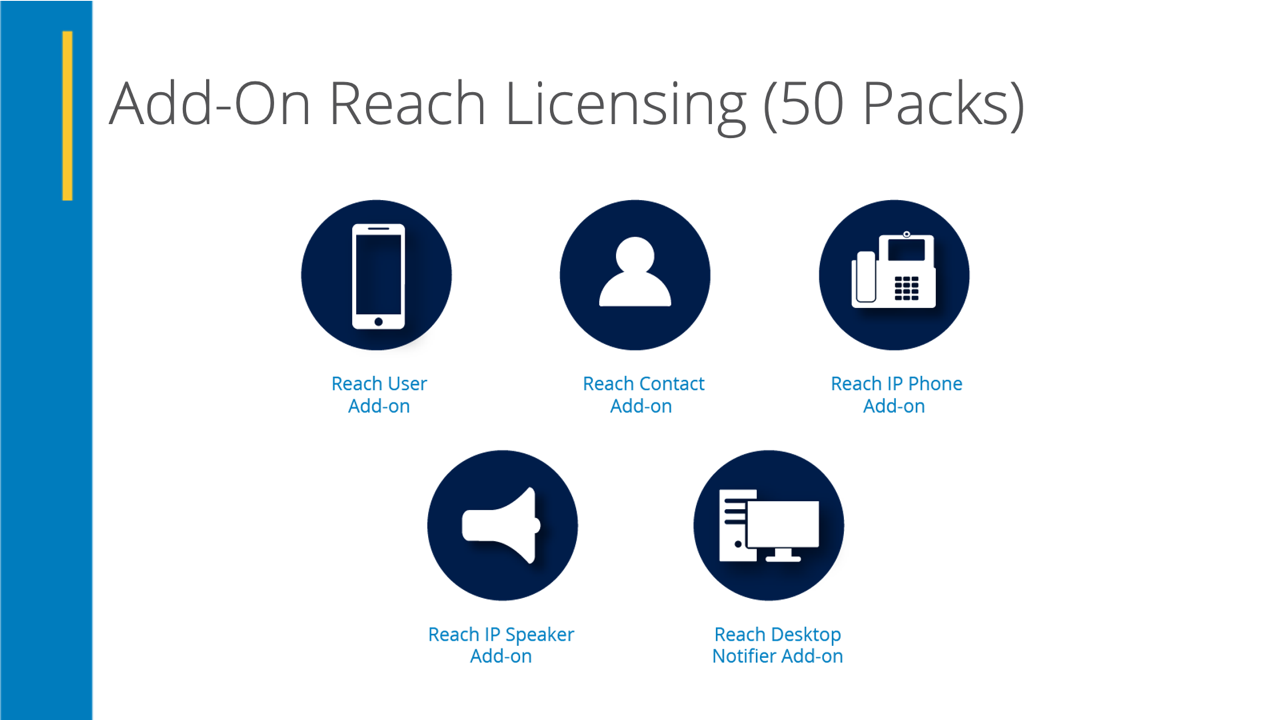 Add-On Reach Licensing (50 Packs)
Reach User
Add-on
Reach Contact
Add-on
Reach IP Phone
Add-on
Reach IP Speaker
Add-on
Reach Desktop
Notifier Add-on